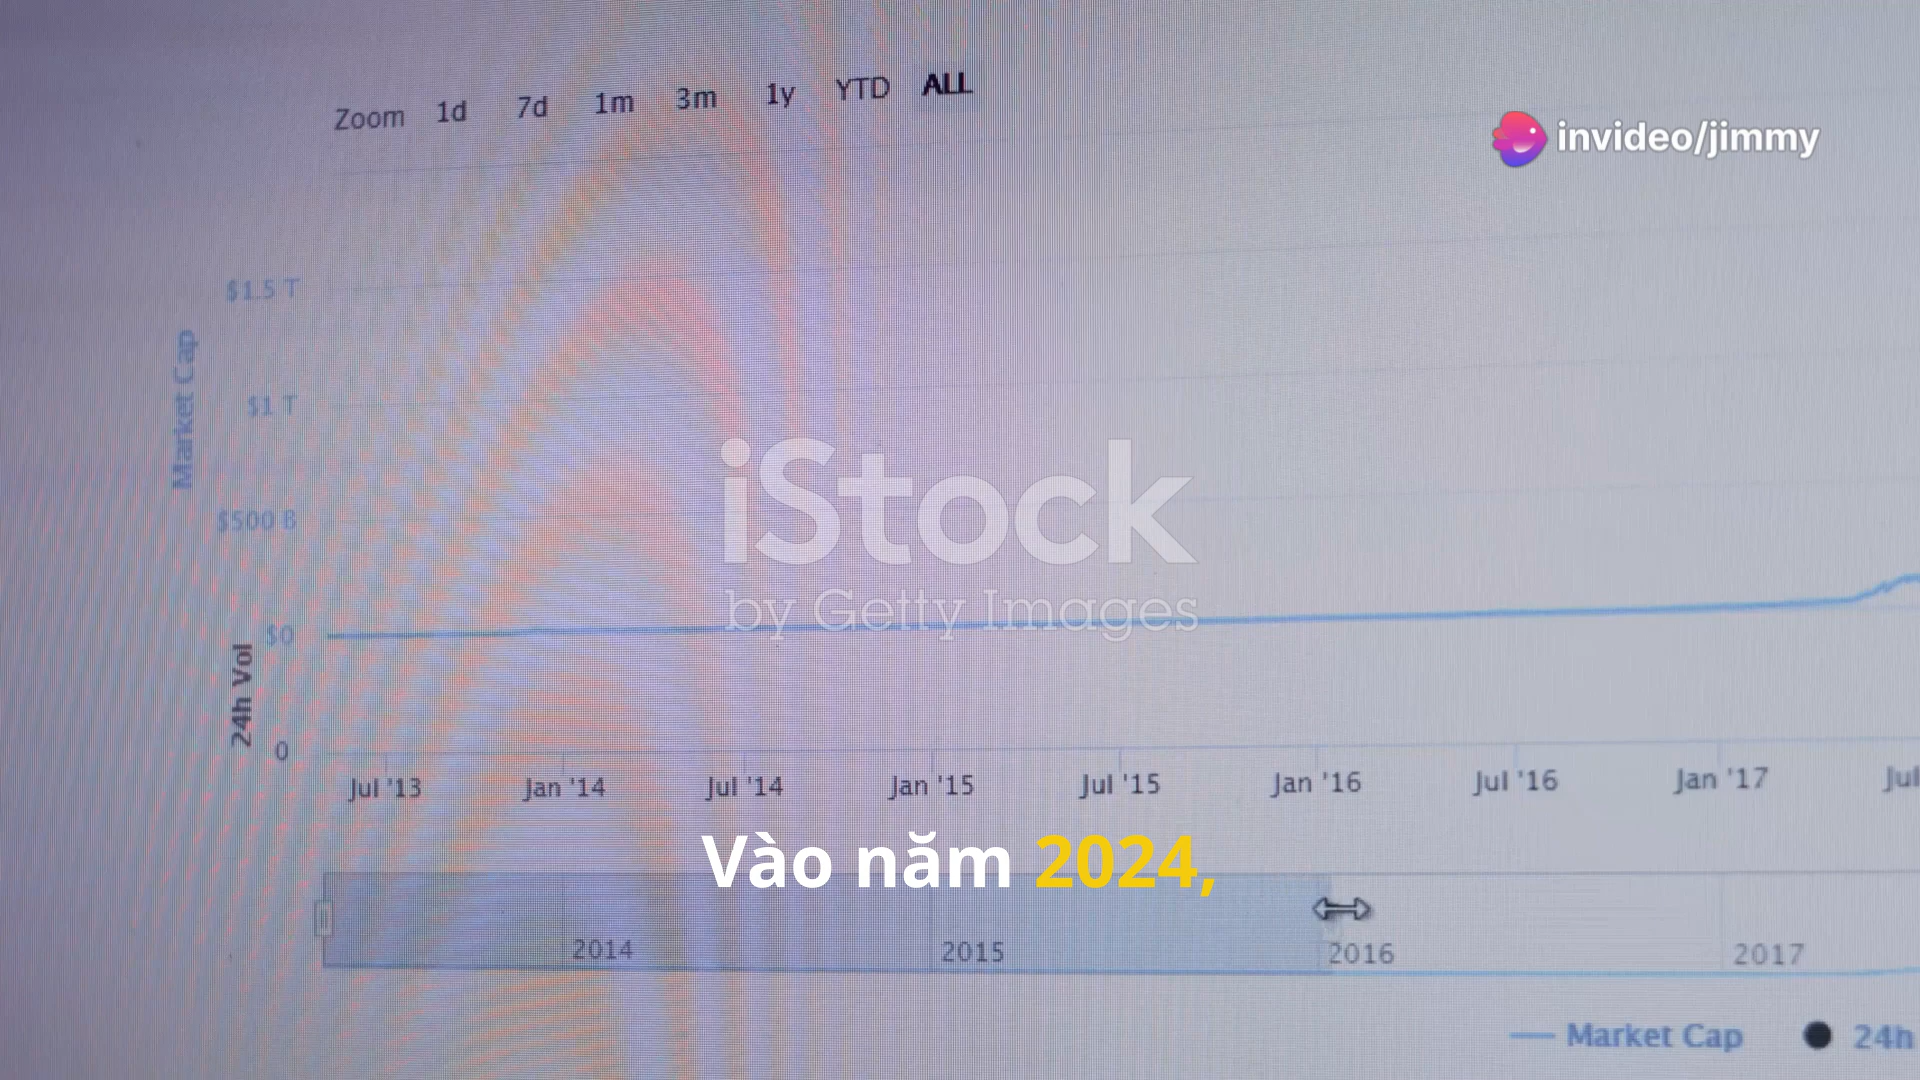 Zoom 1d 7d 1m 3m 1y YTD ALL
invideo/jimmy
$1.5 T
Market Cap
$1 T
$500 B
iStock
by Getty Images
$0
24h Vol
0
Jul '13 Jan '14 Jul '14 Jan '15 Jul '15 Jan '16 Jul '16 Jan '17 Jul
Vào năm 2024,
2014 2015 2016 2017
Market Cap 24h